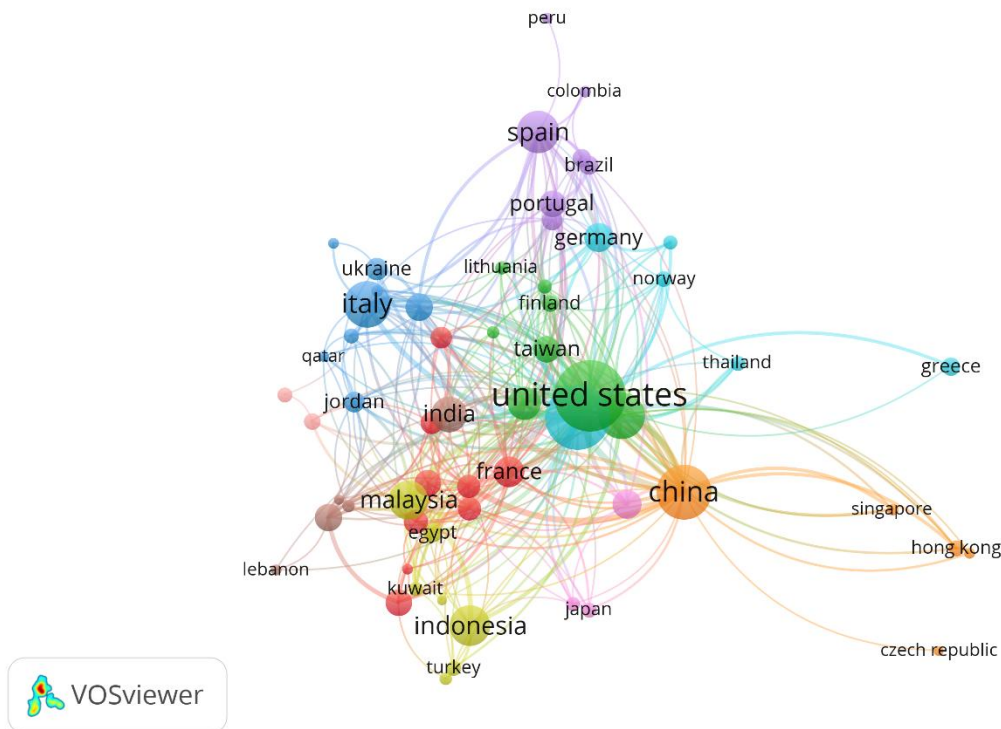 peru
colombia
spain
brazil
portugal
germany
lithuania
ukraine
norway
italy
finland
taiwan
qatar
thailand
greece
united states
jordan
india
france
china
malaysia
singapore
egypt
hong kong
lebanon
kuwait
japan
indonesia
czech republic
turkey
VOSviewer